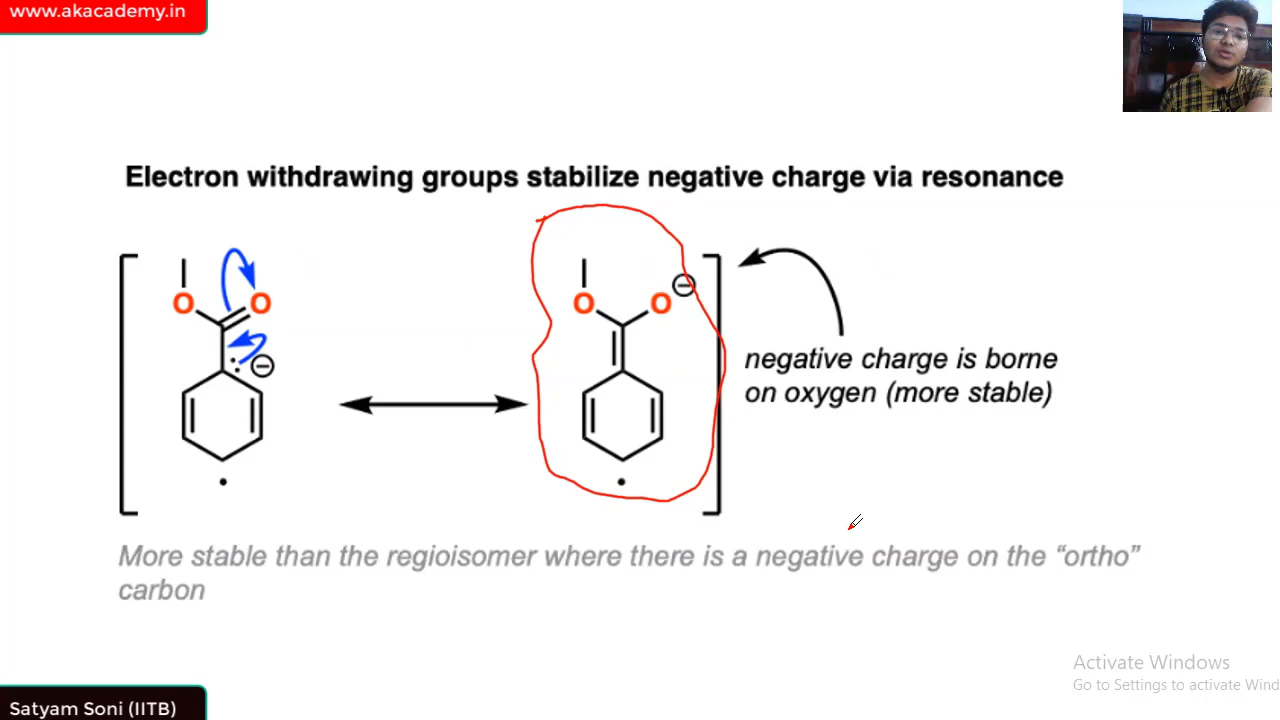 www.akacademy.in
Electron withdrawing groups stabilize negative charge via resonance
O O
O O
negative charge is borne
on oxygen (more stable)
More stable than the regioisomer where there is a negative charge on the “ortho”
carbon
Activate Windows
Go to Settings to activate Wind
Satyam Soni (IITB)